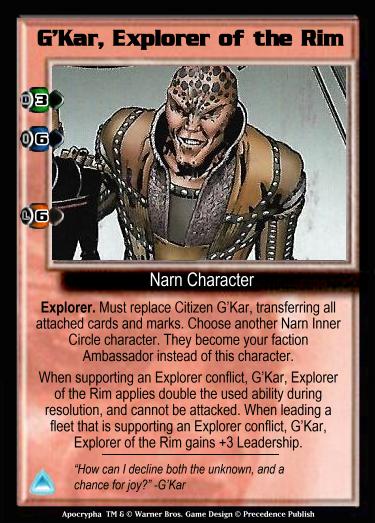 G'Kar, Explorer of the Rim
D3
I6
L6
Narn Character
Explorer. Must replace Citizen G'Kar, transferring all
attached cards and marks. Choose another Narn Inner
Circle character. They become your faction
Ambassador instead of this character.
When supporting an Explorer conflict, G'Kar, Explorer
of the Rim applies double the used ability during
resolution, and cannot be attacked. When leading a
fleet that is supporting an Explorer conflict, G'Kar,
Explorer of the Rim gains +3 Leadership.
"How can I decline both the unknown, and a
chance for joy?" -G'Kar
Apocrypha TM & © Warner Bros. Game Design © Precedence Publish